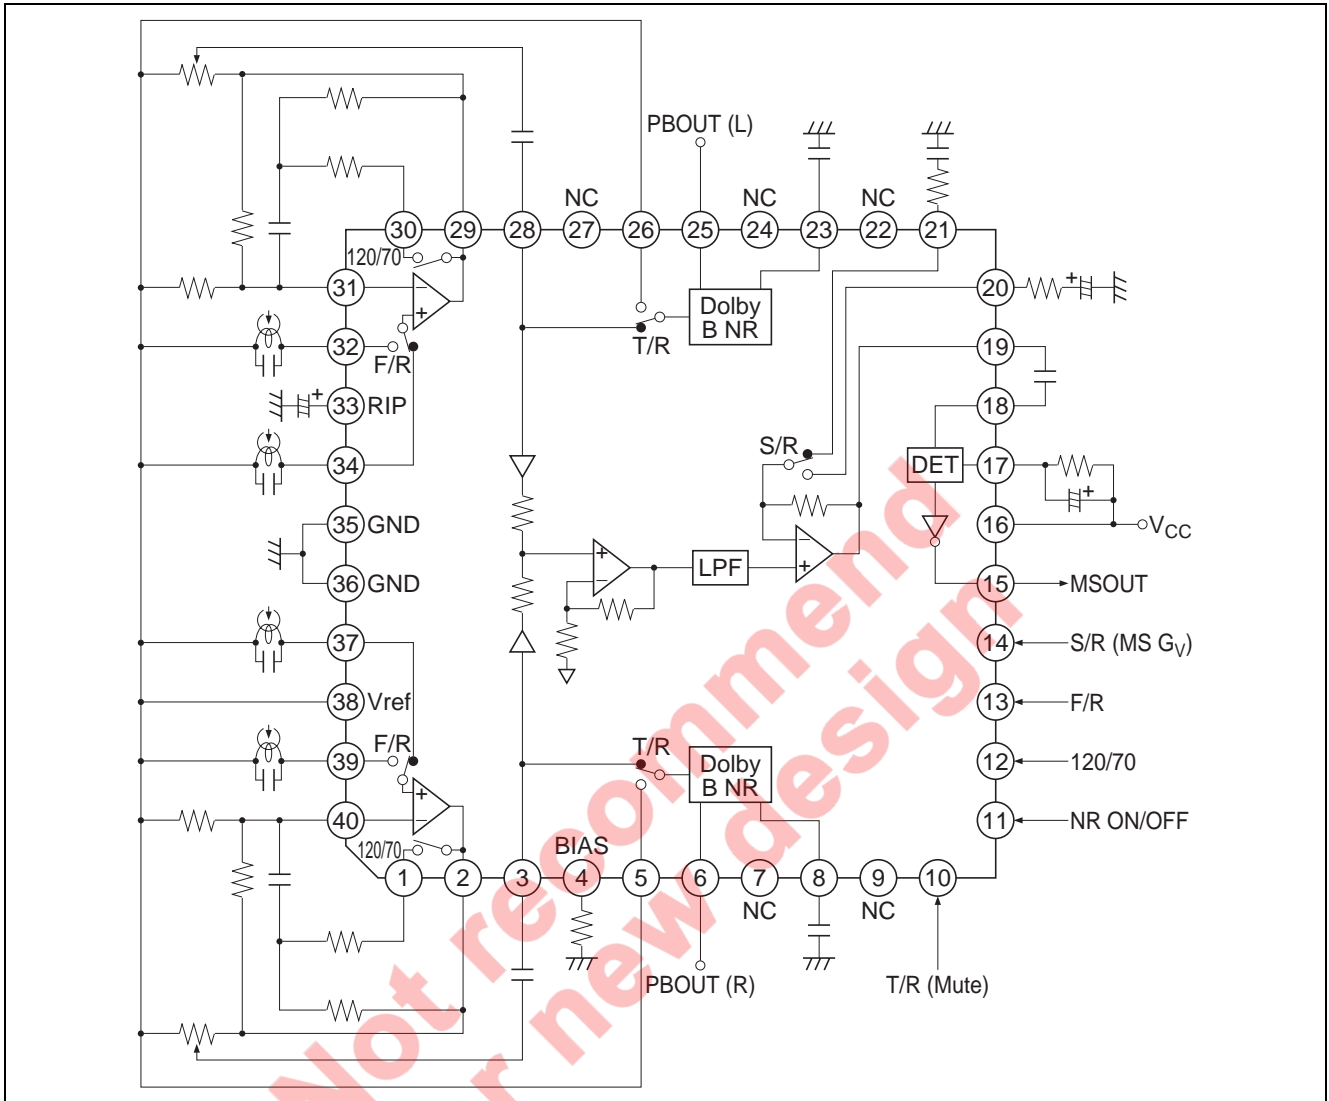 PBOUT (L)
NC
NC
NC
30
29
28
27
26
25
24
23
22
21
120/70
31
Dolby
B NR
20
T/R
32
F/R
19
33
RIP
18
S/R
34
DET
17
35
GND
16
VCC
LPF
36
GND
15
MSOUT
37
14
S/R (MS GV)
38
Vref
13
F/R
39
F/R
T/R
Dolby
B NR
12
120/70
40
11
NR ON/OFF
120/70
BIAS
1
2
3
4
5
6
7
8
9
10
NC
NC
PBOUT (R)
T/R (Mute)
Not recommend
r new design